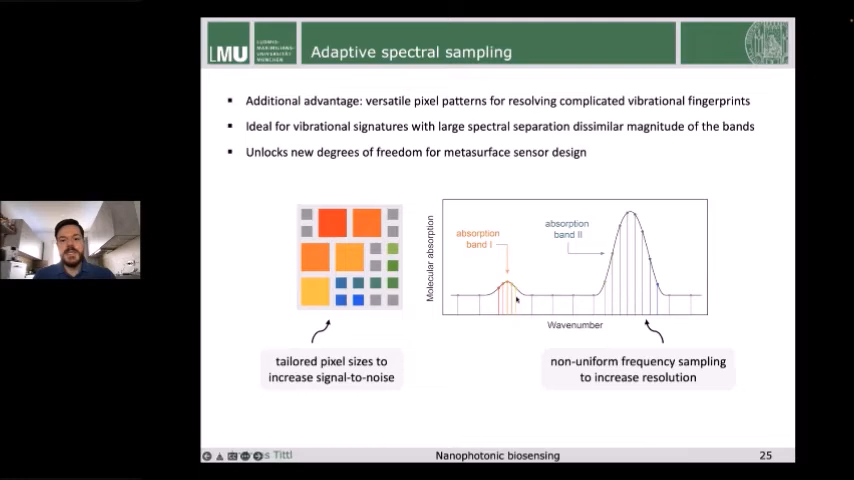 LMU
LUDWIG-
MAXIMILIANS-
UNIVERSITÄT
MÜNCHEN
Adaptive spectral sampling
▪ Additional advantage: versatile pixel patterns for resolving complicated vibrational fingerprints
▪ Ideal for vibrational signatures with large spectral separation dissimilar magnitude of the bands
▪ Unlocks new degrees of freedom for metasurface sensor design
Molecular absorption
absorption
band I
absorption
band II
Wavenumber
tailored pixel sizes to
increase signal-to-noise
non-uniform frequency sampling
to increase resolution
s Tittl
Nanophotonic biosensing
25